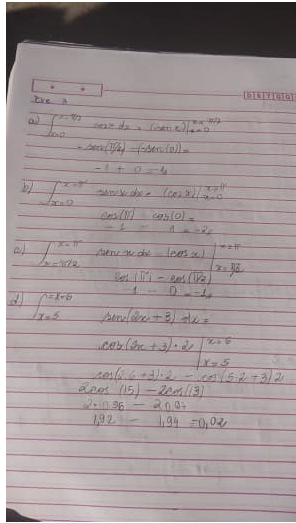 D S T Q Q
a) ∫ x=π/2 x=0 cos x dx = (-sen x) | x=π/2 x=0
= -sen(π/2) - (-sen(0)) =
-1 + 0 = -1
b) ∫ x=π x=0 sen x dx = (cos x) | x=π x=0
cos(π) - cos(0) =
-1 - 1 = -2
c) ∫ x=π x=π/2 sen x dx = (cos x) | x=π x=π/2
cos(π) - cos(π/2)
-1 - 0 = -1
d) ∫ x=6 x=5 sen(2x + 3) dx =
cos(2x + 3) · 2 | x=6 x=5
cos(2.6 + 3) · 2 - cos(5.2 + 3) 2
2cos(15) - 2cos(13)
2 · 0,96 - 2 0,97
1,92 - 1,94 = 0,02